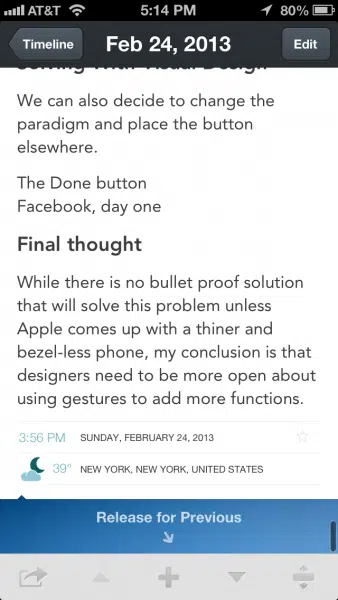 AT&T 5:14 PM 80%
Timeline Feb 24, 2013 Edit
Solving With Visual Design
We can also decide to change the
paradigm and place the button
elsewhere.
The Done button
Facebook, day one
Final thought
While there is no bullet proof solution
that will solve this problem unless
Apple comes up with a thiner and
bezel-less phone, my conclusion is that
designers need to be more open about
using gestures to add more functions.
3:56 PM SUNDAY, FEBRUARY 24, 2013
39° NEW YORK, NEW YORK, UNITED STATES
Release for Previous